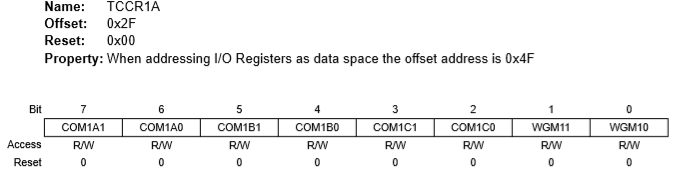 Name: TCCR1A
Offset: 0x2F
Reset: 0x00
Property: When addressing I/O Registers as data space the offset address is 0x4F
Bit 7 6 5 4 3 2 1 0
COM1A1 COM1A0 COM1B1 COM1B0 COM1C1 COM1C0 WGM11 WGM10
Access R/W R/W R/W R/W R/W R/W R/W R/W
Reset 0 0 0 0 0 0 0 0